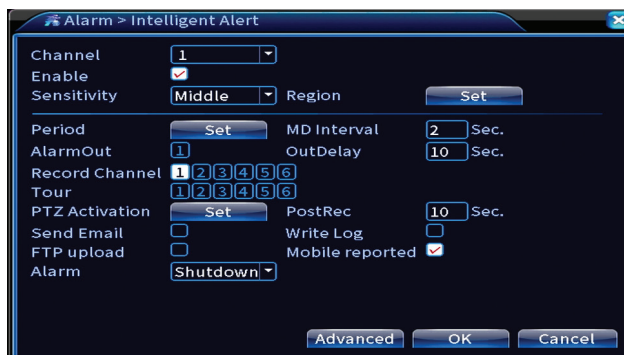 Alarm > Intelligent Alert
Channel 1
Enable
Sensitivity Middle Region Set
Period Set MD Interval 2 Sec.
AlarmOut 1 OutDelay 10 Sec.
Record Channel 1 2 3 4 5 6
Tour 1 2 3 4 5 6
PTZ Activation Set PostRec 10 Sec.
Send Email Write Log
FTP upload Mobile reported
Alarm Shutdown
Advanced OK Cancel